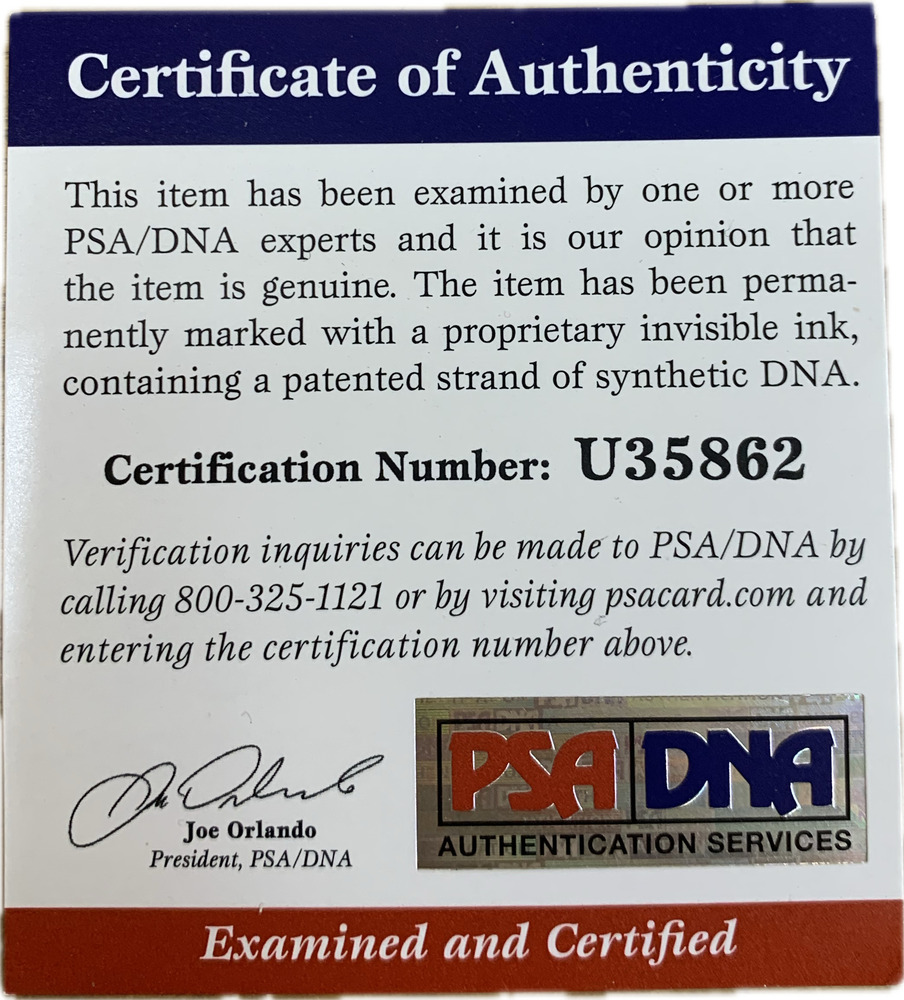 Certificate of Authenticity
This item has been examined by one or more
PSA/DNA experts and it is our opinion that
the item is genuine. The item has been perma-
nently marked with a proprietary invisible ink,
containing a patented strand of synthetic DNA.
Certification Number: U35862
Verification inquiries can be made to PSA/DNA by
calling 800-325-1121 or by visiting psacard.com and
entering the certification number above.
Joe Orlando
President, PSA/DNA
PSA DNA
AUTHENTICATION SERVICES
Examined and Certified